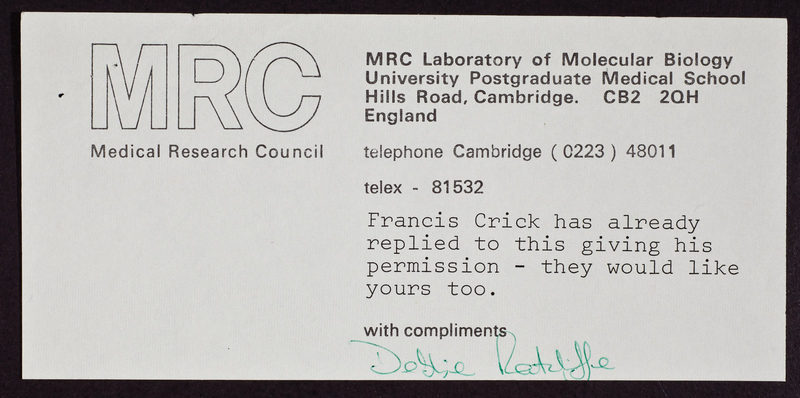 MRC
Medical Research Council
MRC Laboratory of Molecular Biology
University Postgraduate Medical School
Hills Road, Cambridge. CB2 2QH
England
telephone Cambridge ( 0223 ) 48011
telex - 81532
Francis Crick has already
replied to this giving his
permission - they would like
yours too.
with compliments
Debbie Ratcliffe